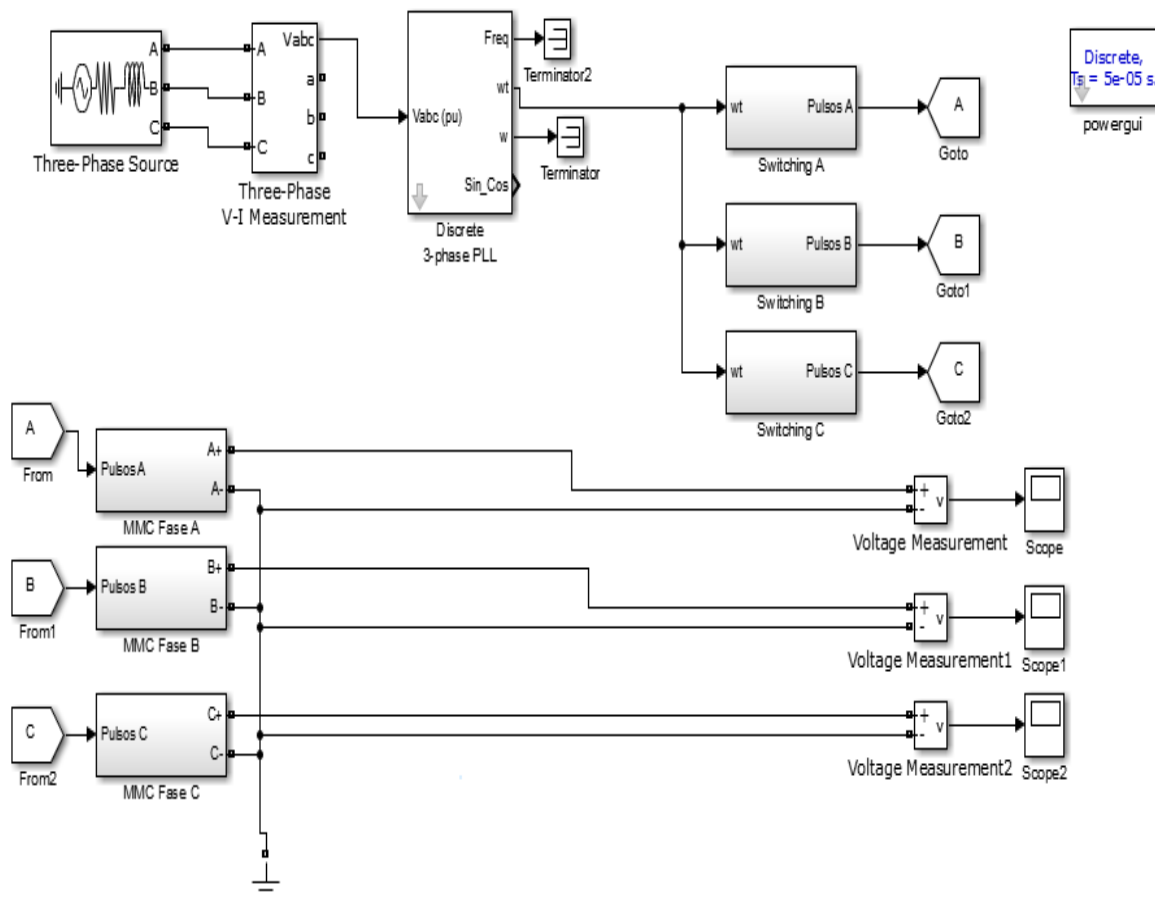 A
B
C
Three-Phase Source
A
B
C
Vabc
a
b
c
Three-Phase
V-I Measurement
Vabc (pu)
Freq
wt
w
Sin_Cos
Discrete
3-phase PLL
Terminator2
Terminator
wt
Pulsos A
Switching A
A
Goto
wt
Pulsos B
Switching B
B
Goto1
wt
Pulsos C
Switching C
C
Goto2
Discrete,
Ts = 5e-05 s.
powergui
A
From
Pulsos A
A+
A-
MMC Fase A
+
-
v
Voltage Measurement
Scope
B
From1
Pulsos B
B+
B-
MMC Fase B
+
-
v
Voltage Measurement1
Scope1
C
From2
Pulsos C
C+
C-
MMC Fase C
+
-
v
Voltage Measurement2
Scope2